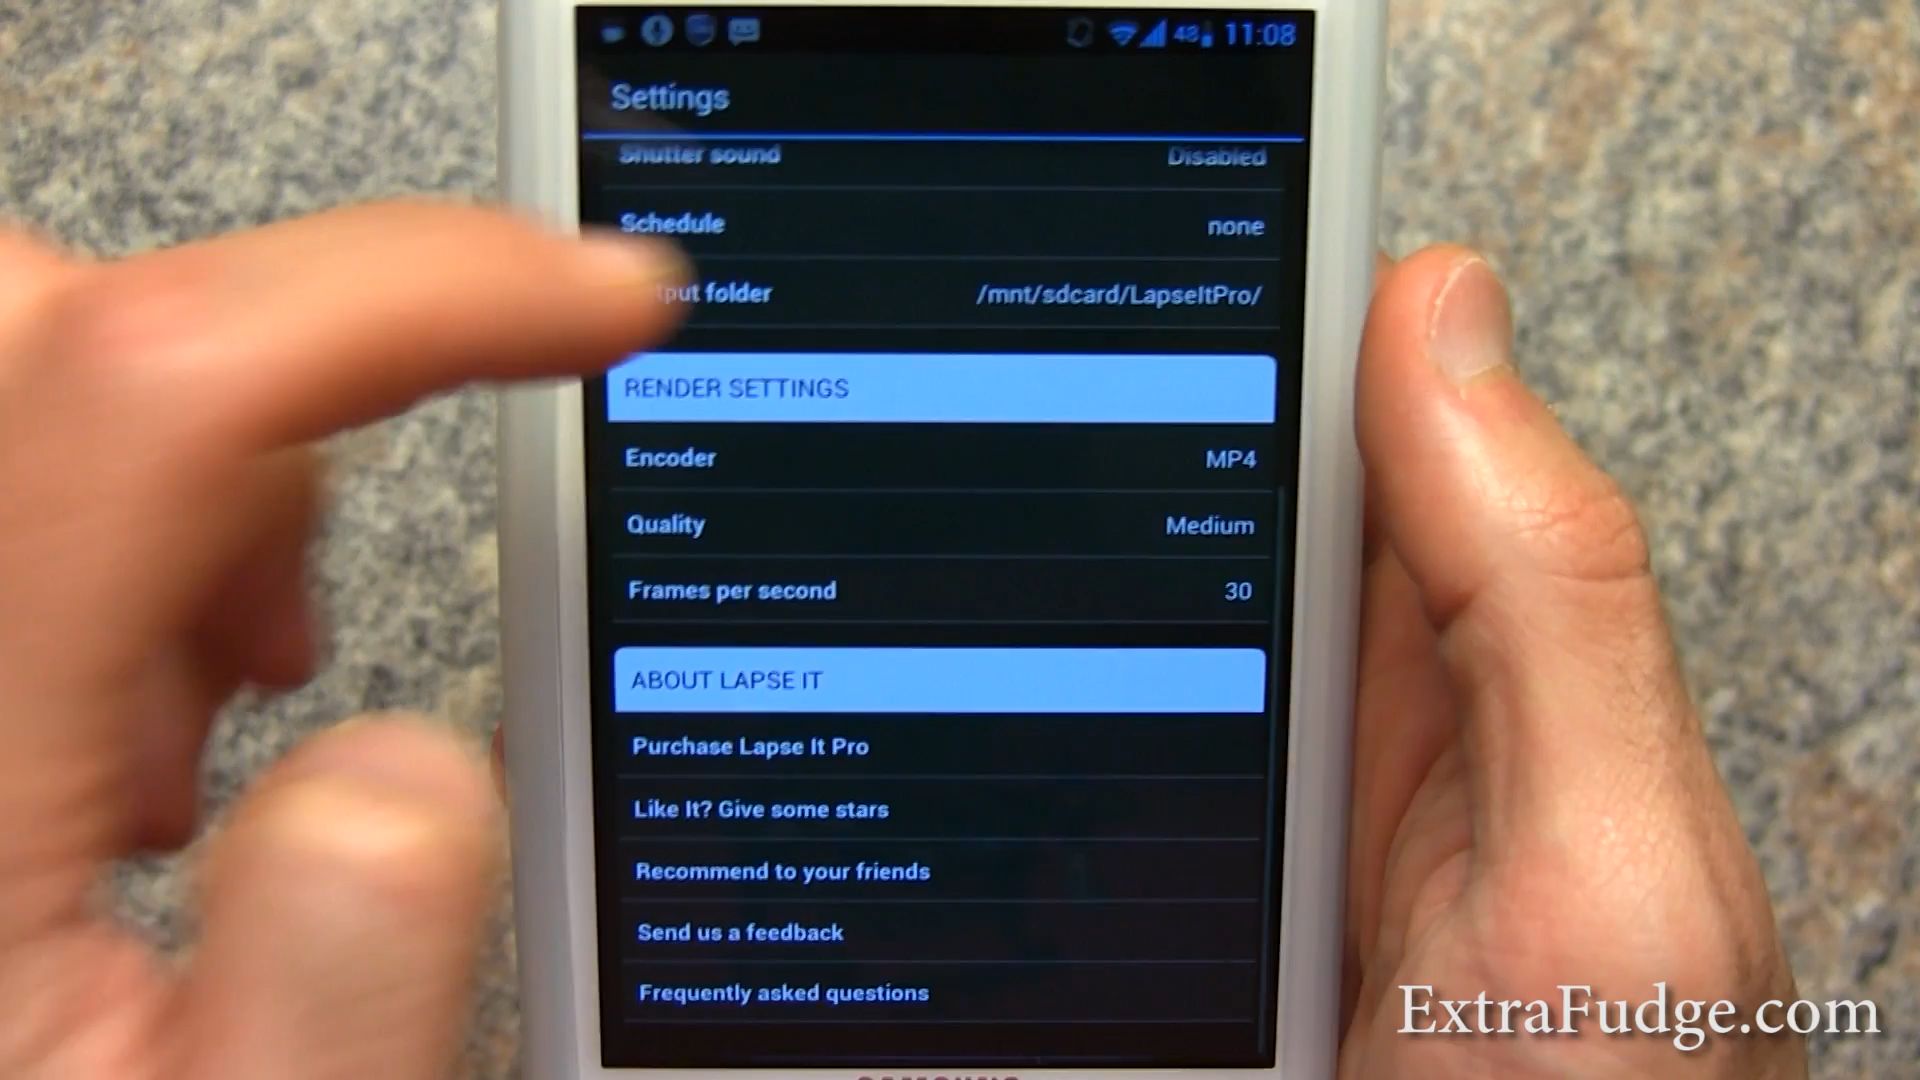 48 11:08
Settings
Shutter sound Disabled
Schedule none
tput folder /mnt/sdcard/LapseItPro/
RENDER SETTINGS
Encoder MP4
Quality Medium
Frames per second 30
ABOUT LAPSE IT
Purchase Lapse It Pro
Like It? Give some stars
Recommend to your friends
Send us a feedback
Frequently asked questions
ExtraFudge.com
SAMSUNG